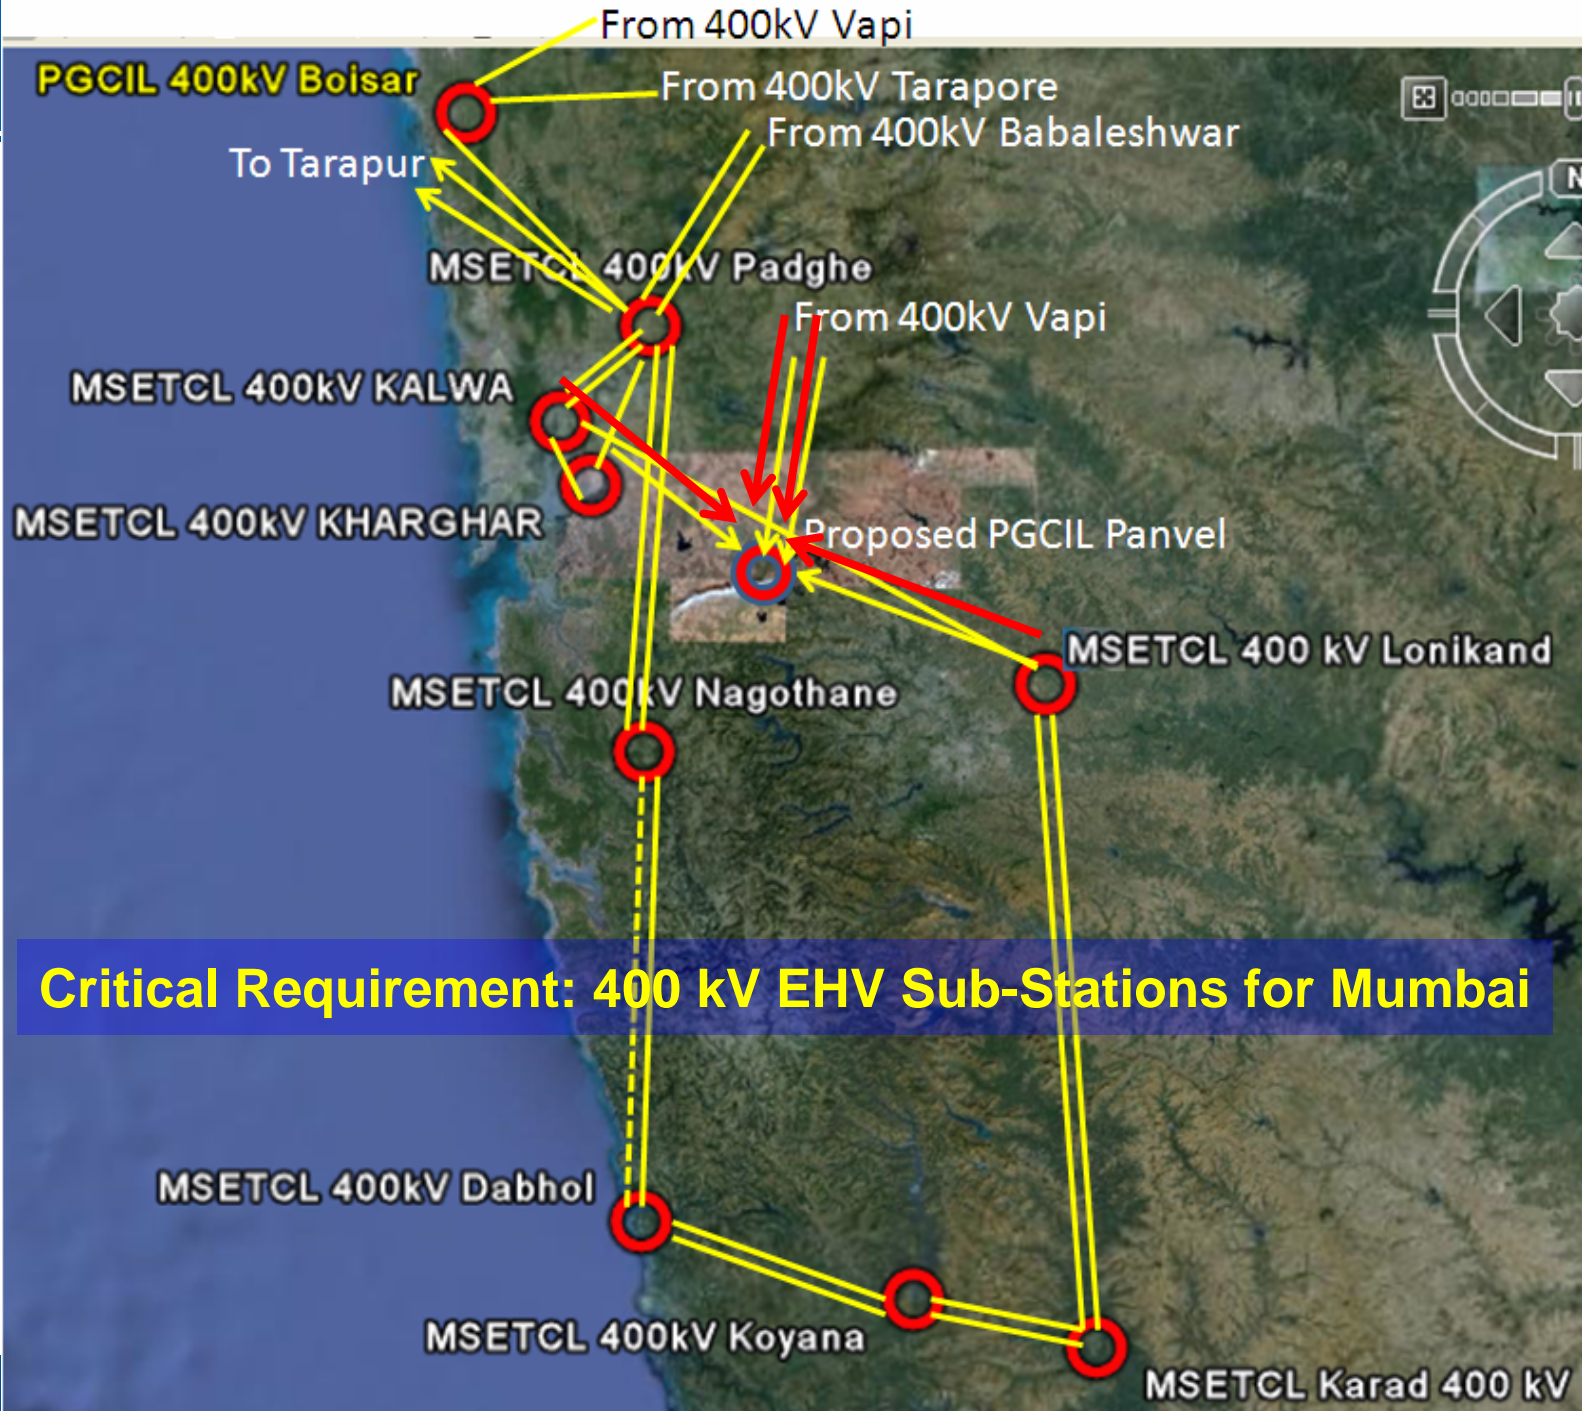 From 400kV Vapi
PGCIL 400kV Boisar
From 400kV Tarapore
From 400kV Babaleshwar
To Tarapur
MSETCL 400kV Padghe
From 400kV Vapi
MSETCL 400kV KALWA
MSETCL 400kV KHARGHAR
Proposed PGCIL Panvel
MSETCL 400 kV Lonikand
MSETCL 400kV Nagothane
Critical Requirement: 400 kV EHV Sub-Stations for Mumbai
MSETCL 400kV Dabhol
MSETCL 400kV Koyana
MSETCL Karad 400 kV
N